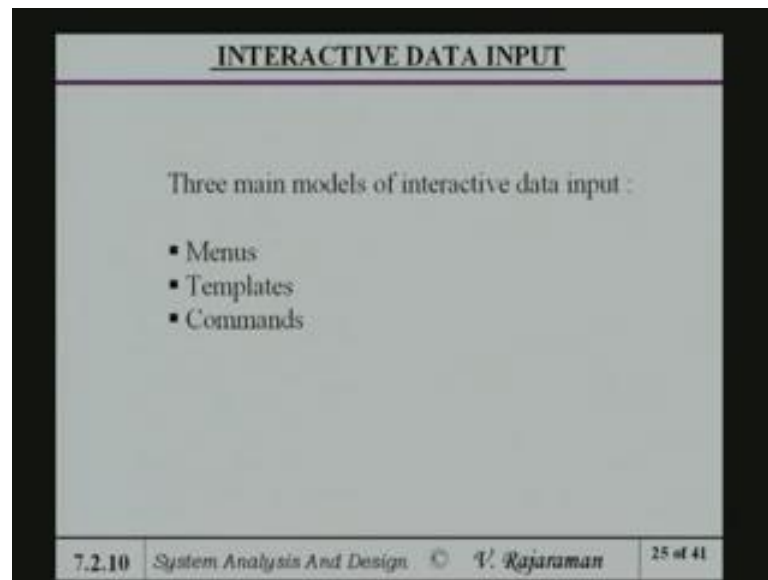 INTERACTIVE DATA INPUT
Three main models of interactive data input :
▪ Menus
▪ Templates
▪ Commands
7.2.10 System Analysis And Design © V. Rajaraman 25 of 41